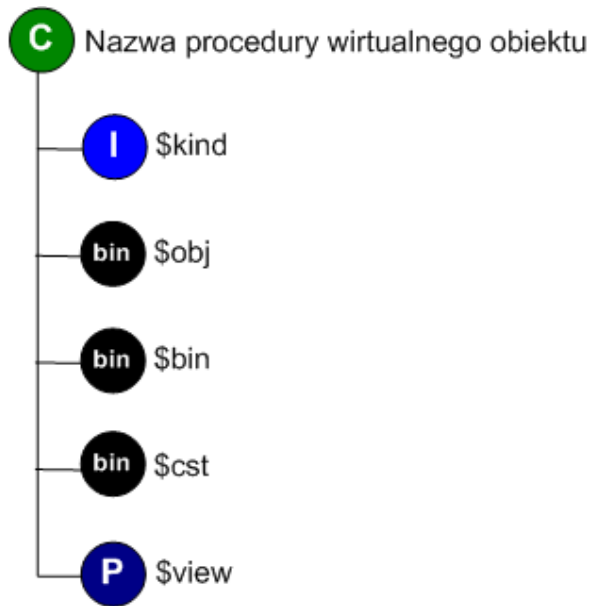 C Nazwa procedury wirtualnego obiektu
I $kind
bin $obj
bin $bin
bin $cst
P $view